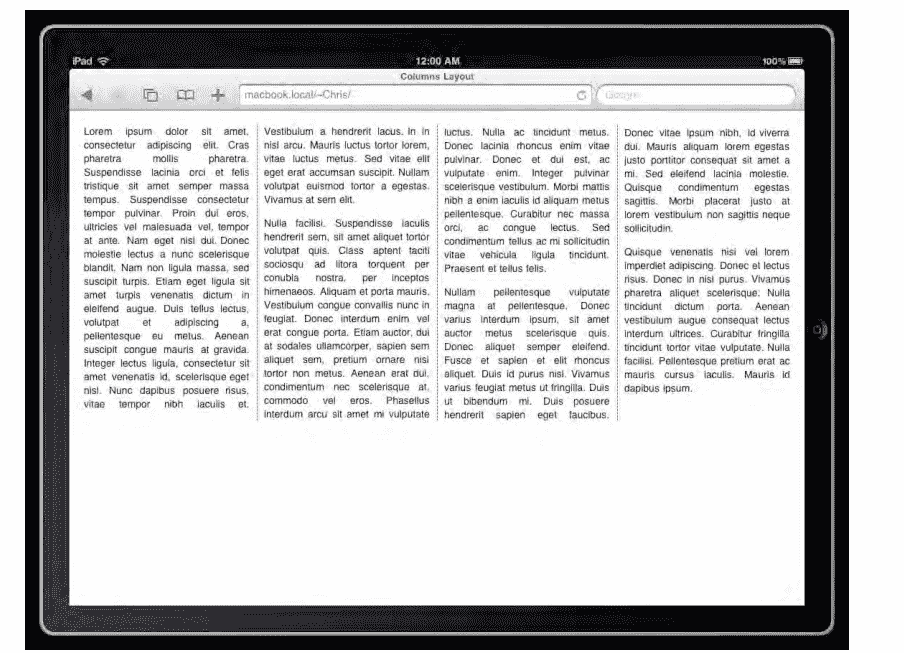 iPad
12:00 AM
100%
Columns Layout
macbook.local/~Chris/
Google
Lorem ipsum dolor sit amet,
consectetur adipiscing elit. Cras
pharetra mollis pharetra.
Suspendisse lacinia orci et felis
tristique sit amet semper massa
tempus. Suspendisse consectetur
tempor pulvinar. Proin dui eros,
ultricies vel malesuada vel, tempor
at ante. Nam eget nisl dui. Donec
molestie lectus a nunc scelerisque
blandit. Nam non ligula massa, sed
suscipit turpis. Etiam eget ligula sit
amet turpis venenatis dictum in
eleifend augue. Duis tellus lectus,
volutpat et adipiscing a,
pellentesque eu metus. Aenean
suscipit congue mauris at gravida.
Integer lectus ligula, consectetur sit
amet venenatis id, scelerisque eget
nisl. Nunc dapibus posuere risus,
vitae tempor nibh iaculis et.
Vestibulum a hendrerit lacus. In in
nisl arcu. Mauris luctus tortor lorem,
vitae luctus metus. Sed vitae elit
eget erat accumsan suscipit. Nullam
volutpat euismod tortor a egestas.
Vivamus at sem elit.
Nulla facilisi. Suspendisse iaculis
hendrerit sem, sit amet aliquet tortor
volutpat quis. Class aptent taciti
sociosqu ad litora torquent per
conubia nostra, per inceptos
himenaeos. Aliquam et porta mauris.
Vestibulum congue convallis nunc in
feugiat. Donec interdum enim vel
erat congue porta. Etiam auctor, dui
at sodales ullamcorper, sapien sem
aliquet sem, pretium ornare nisi
tortor non metus. Aenean erat dui,
condimentum nec scelerisque at,
commodo vel eros. Phasellus
interdum arcu sit amet mi vulputate
luctus. Nulla ac tincidunt metus.
Donec lacinia rhoncus enim vitae
pulvinar. Donec et dui est, ac
vulputate enim. Integer pulvinar
scelerisque vestibulum. Morbi mattis
nibh a enim iaculis id aliquam metus
pellentesque. Curabitur nec massa
orci, ac congue lectus. Sed
condimentum tellus ac mi sollicitudin
vitae vehicula ligula tincidunt.
Praesent et tellus felis.
Nullam pellentesque vulputate
magna at pellentesque. Donec
varius interdum ipsum, sit amet
auctor metus scelerisque quis.
Donec aliquet semper eleifend.
Fusce et sapien et elit rhoncus
aliquet. Duis id purus nisl. Vivamus
varius feugiat metus ut fringilla. Duis
ut bibendum mi. Duis posuere
hendrerit sapien eget faucibus.
Donec vitae ipsum nibh, id viverra
dui. Mauris aliquam lorem egestas
justo porttitor consequat sit amet a
mi. Sed eleifend lacinia molestie.
Quisque condimentum egestas
sagittis. Morbi placerat justo at
lorem vestibulum non sagittis neque
sollicitudin.
Quisque venenatis nisi vel lorem
imperdiet adipiscing. Donec el lectus
risus. Donec in nisl purus. Vivamus
pharetra aliquet scelerisque. Nulla
tincidunt dictum porta. Aenean
vestibulum augue consequat lectus
interdum ultrices. Curabitur fringilla
tincidunt tortor vitae vulputate. Nulla
facilisi. Pellentesque pretium erat ac
mauris cursus iaculis. Mauris id
dapibus ipsum.